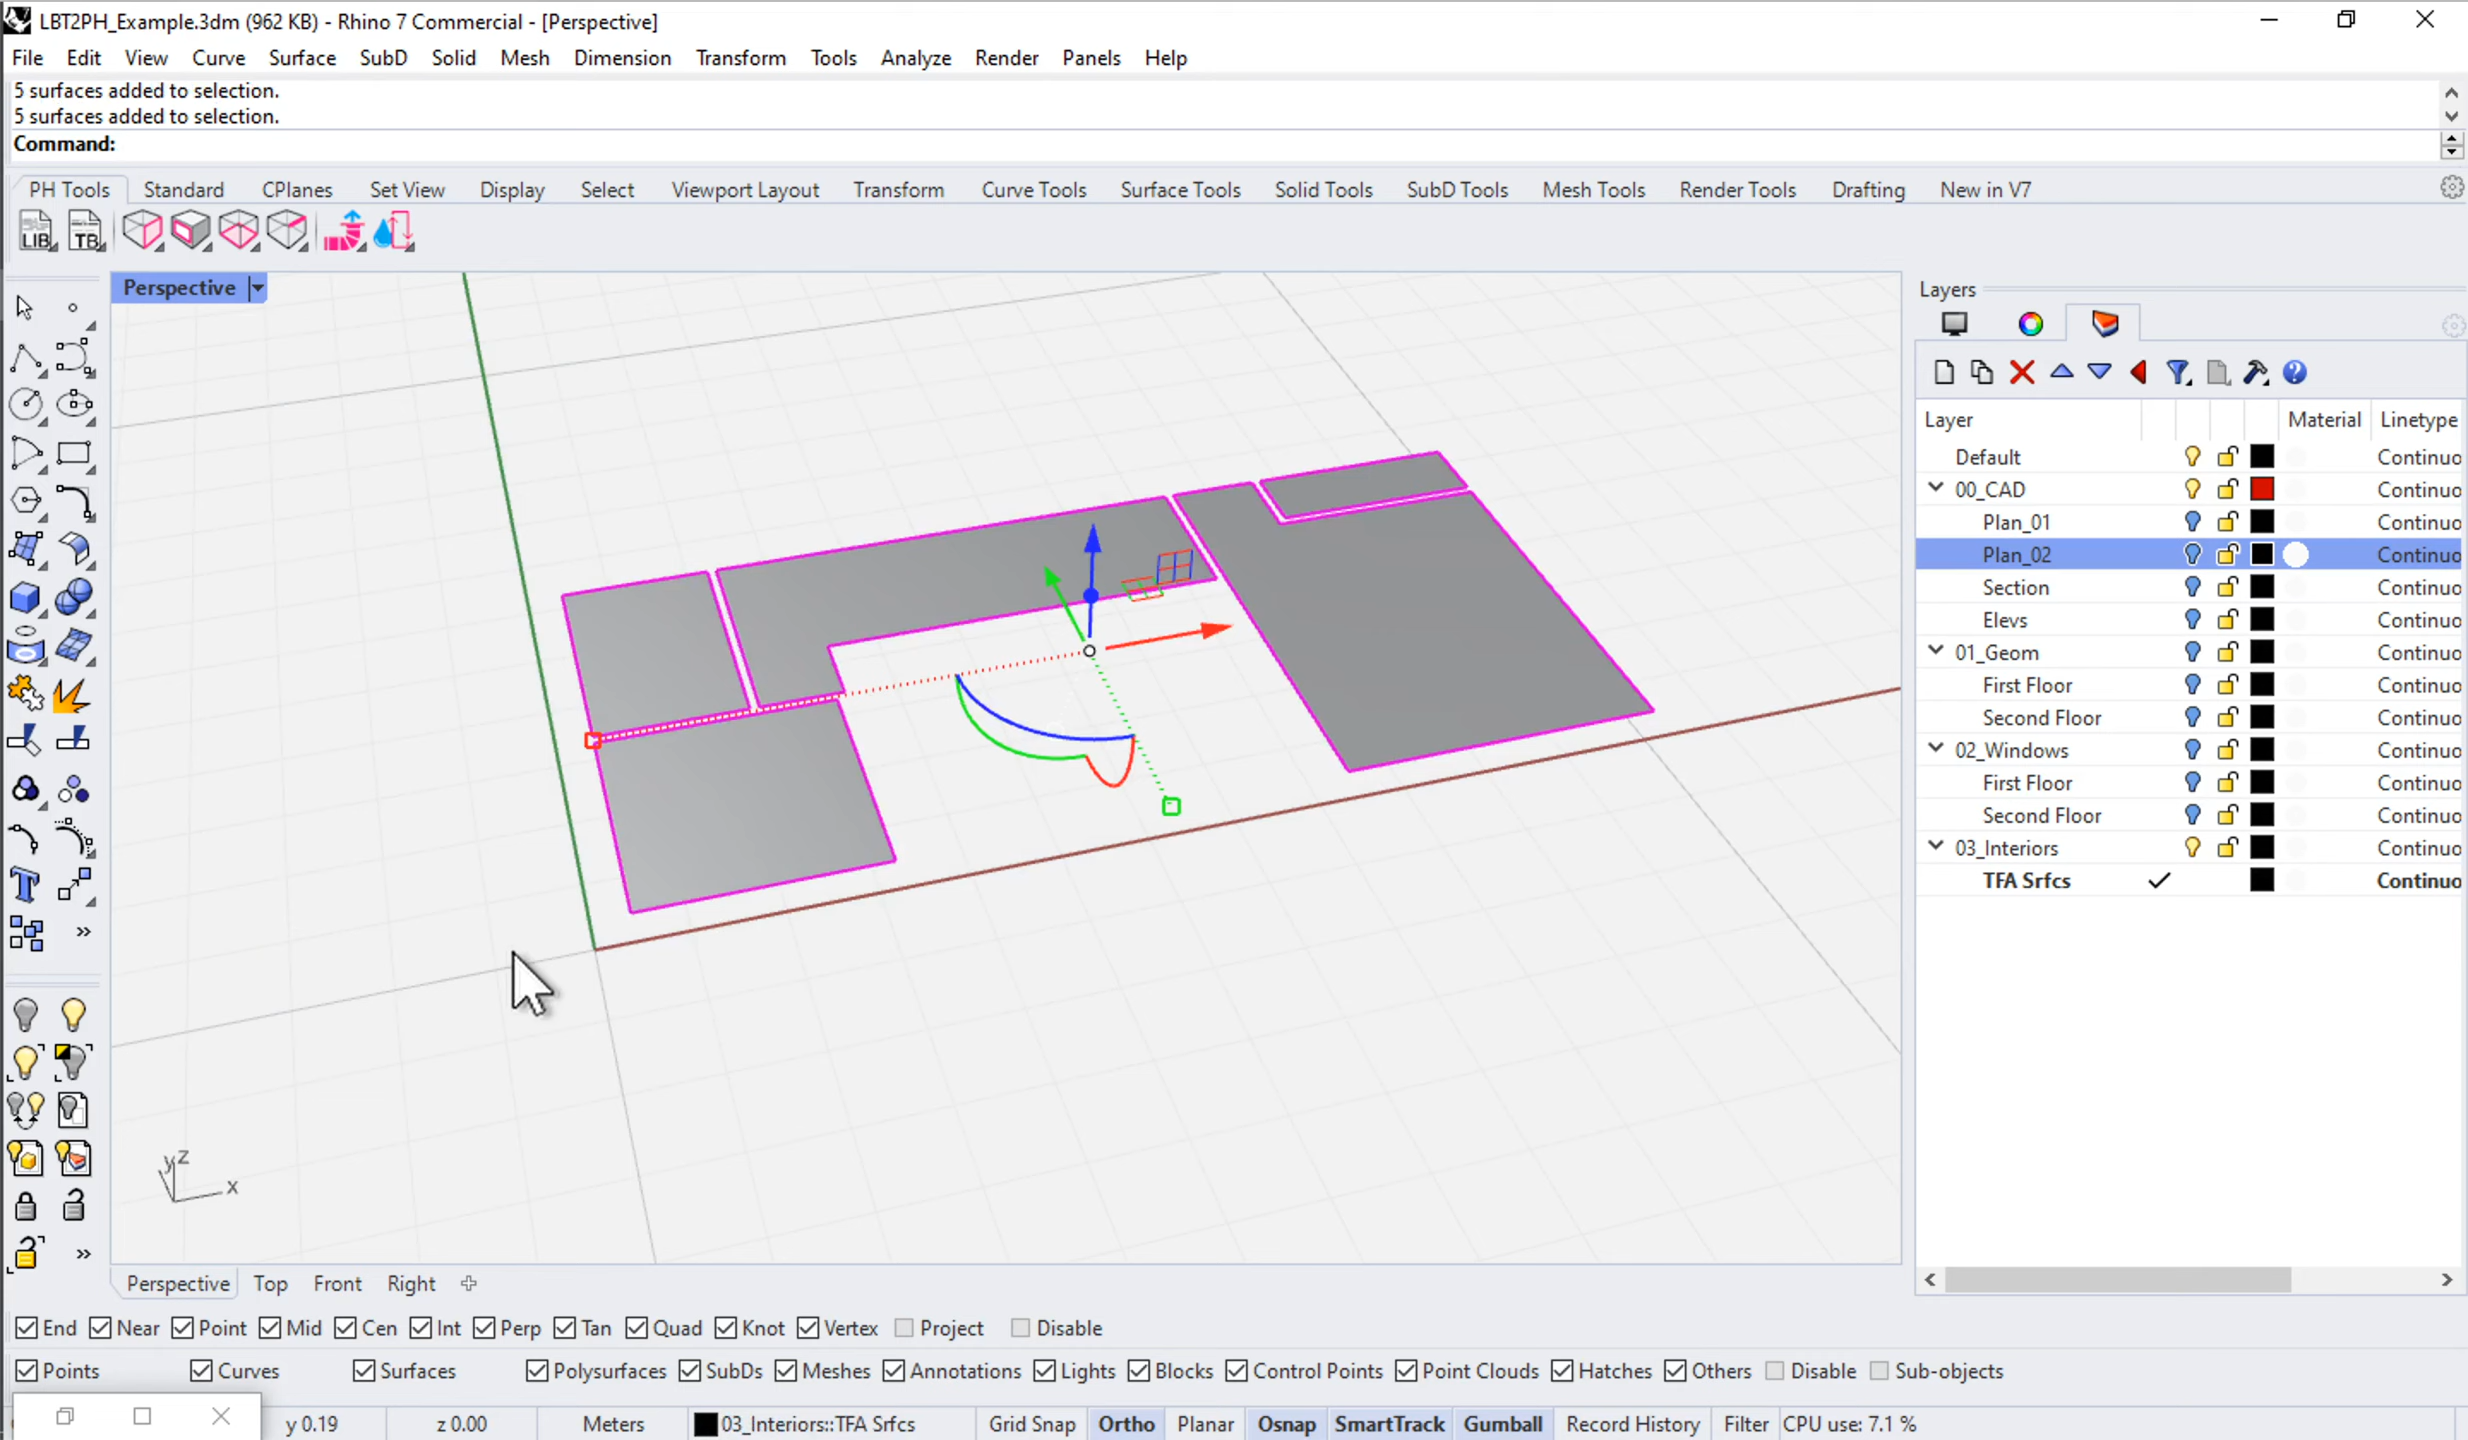 LBT2PH_Example.3dm (962 KB) - Rhino 7 Commercial - [Perspective]
File Edit View Curve Surface SubD Solid Mesh Dimension Transform Tools Analyze Render Panels Help
5 surfaces added to selection.
5 surfaces added to selection.
Command:
PH Tools Standard CPlanes Set View Display Select Viewport Layout Transform Curve Tools Surface Tools Solid Tools SubD Tools Mesh Tools Render Tools Drafting New in V7
LIB TB
Perspective
Layers
Layer Material Linetype
Default Continuo
00_CAD Continuo
Plan_01 Continuo
Plan_02 Continuo
Section Continuo
Elevs Continuo
01_Geom Continuo
First Floor Continuo
Second Floor Continuo
02_Windows Continuo
First Floor Continuo
Second Floor Continuo
03_Interiors Continuo
TFA Srfcs Continuo
y z
x
Perspective Top Front Right
End Near Point Mid Cen Int Perp Tan Quad Knot Vertex Project Disable
Points Curves Surfaces Polysurfaces SubDs Meshes Annotations Lights Blocks Control Points Point Clouds Hatches Others Disable Sub-objects
y 0.19 z 0.00 Meters 03_Interiors::TFA Srfcs Grid Snap Ortho Planar Osnap SmartTrack Gumball Record History Filter CPU use: 7.1 %